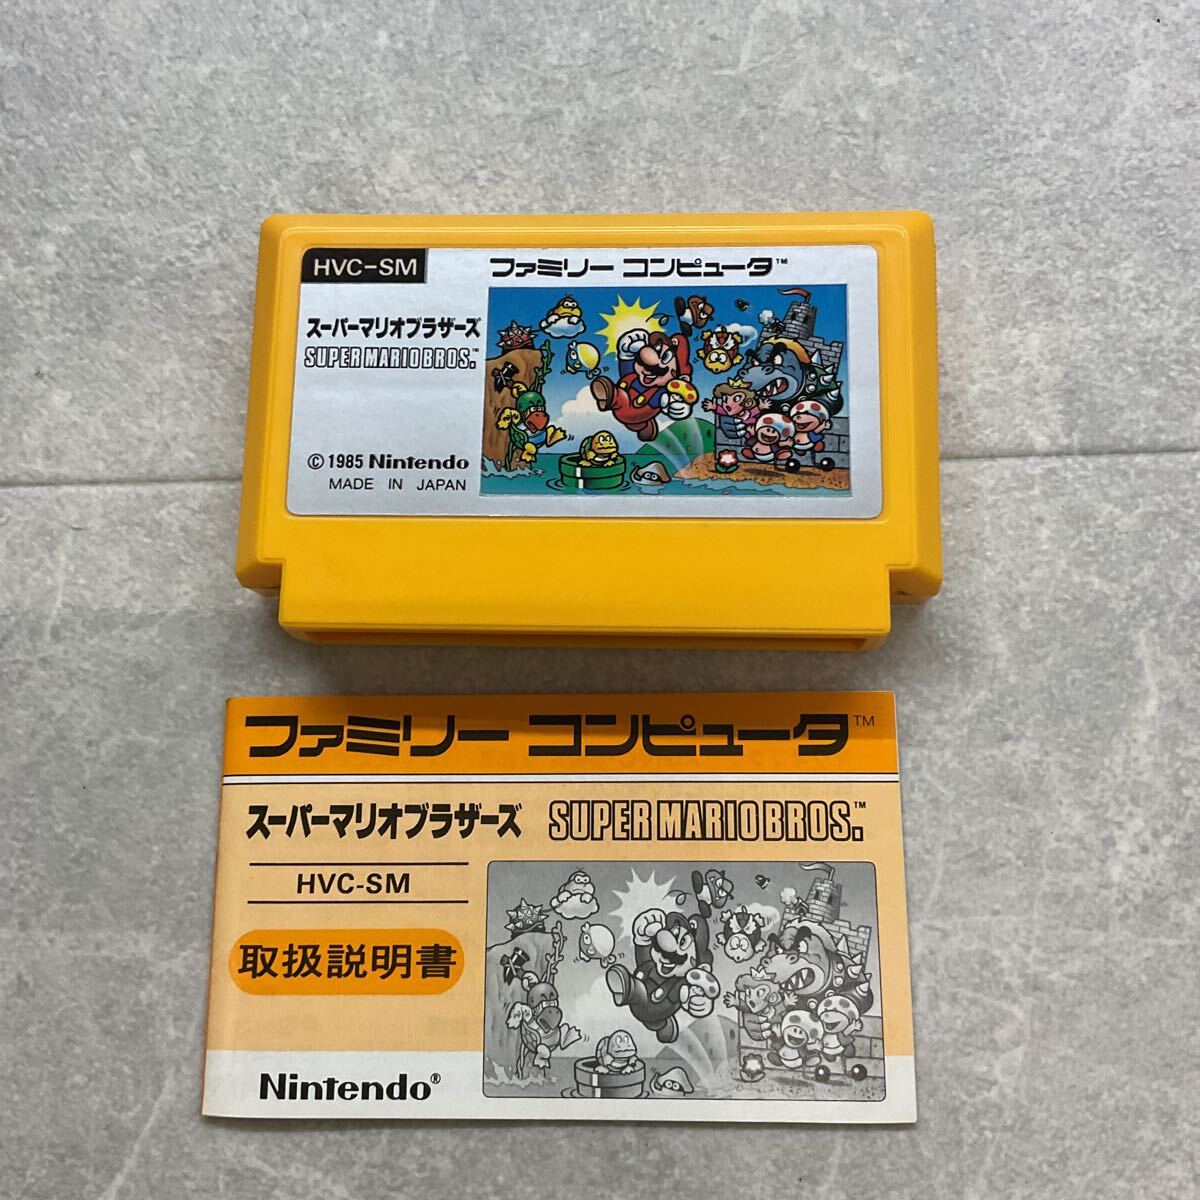 HVC-SM
ファミリー コンピュータ™
スーパーマリオブラザーズ
SUPER MARIO BROS.™
© 1985 Nintendo
MADE IN JAPAN
ファミリー コンピュータ™
スーパーマリオブラザーズ SUPER MARIO BROS.™
HVC-SM
取扱説明書
Nintendo®